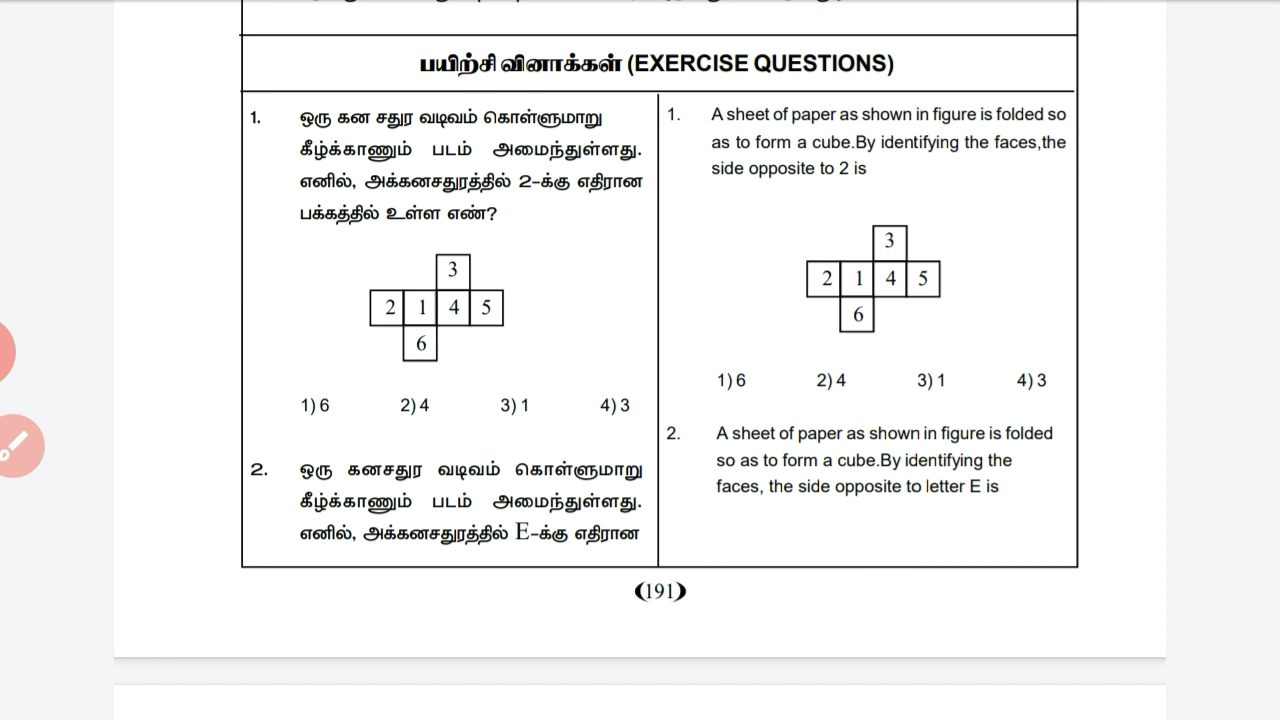 பயிற்சி வினாக்கள் (EXERCISE QUESTIONS)
1. ஒரு கன சதுர வடிவம் கொள்ளுமாறு
கீழ்க்காணும் படம் அமைந்துள்ளது.
எனில், அக்கனசதுரத்தில் 2-க்கு எதிரான
பக்கத்தில் உள்ள எண்?
3
2 1 4 5
6
1) 6 2) 4 3) 1 4) 3
2. ஒரு கனசதுர வடிவம் கொள்ளுமாறு
கீழ்க்காணும் படம் அமைந்துள்ளது.
எனில், அக்கனசதுரத்தில் E-க்கு எதிரான
1. A sheet of paper as shown in figure is folded so
as to form a cube.By identifying the faces,the
side opposite to 2 is
3
2 1 4 5
6
1) 6 2) 4 3) 1 4) 3
2. A sheet of paper as shown in figure is folded
so as to form a cube.By identifying the
faces, the side opposite to letter E is
(191)